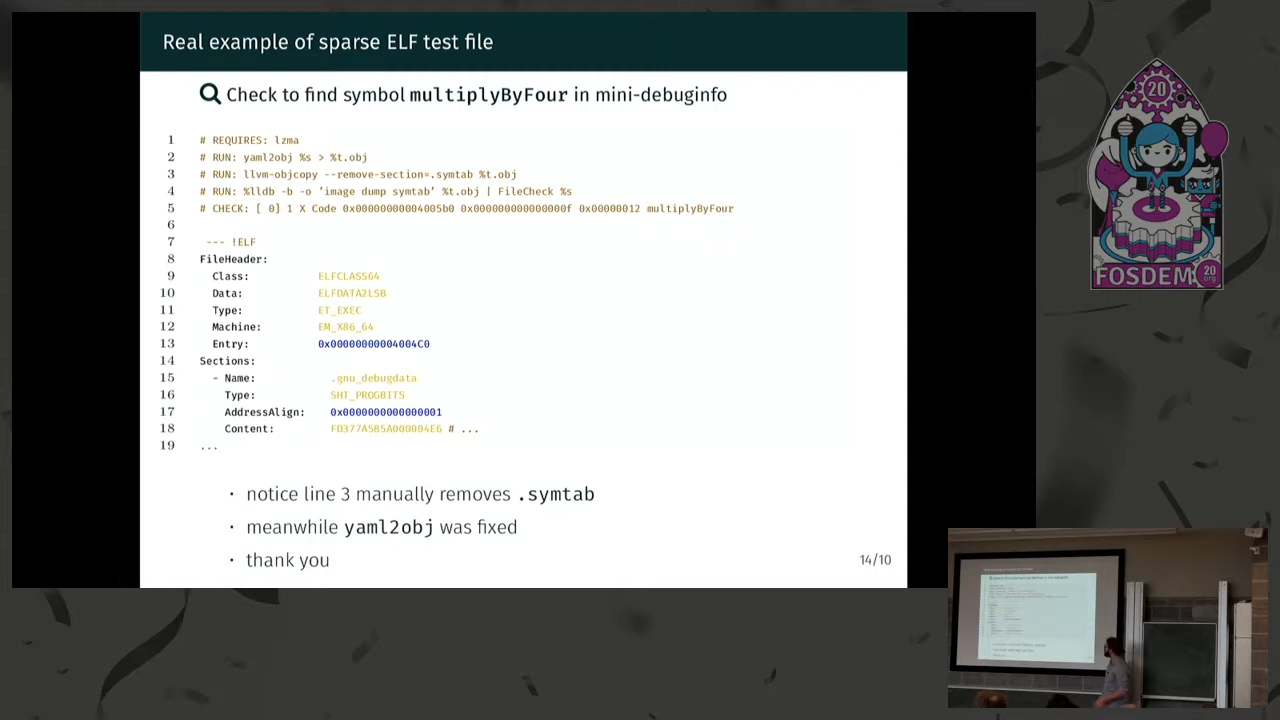 Real example of sparse ELF test file
Check to find symbol multiplyByFour in mini-debuginfo
1 # REQUIRES: lzma
2 # RUN: yaml2obj %s > %t.obj
3 # RUN: llvm-objcopy --remove-section=.symtab %t.obj
4 # RUN: %lldb -b -o 'image dump symtab' %t.obj | FileCheck %s
5 # CHECK: [ 0] 1 X Code 0x00000000004005b0 0x000000000000000f 0x00000012 multiplyByFour
6
7 --- !ELF
8 FileHeader:
9 Class: ELFCLASS64
10 Data: ELFDATA2LSB
11 Type: ET_EXEC
12 Machine: EM_X86_64
13 Entry: 0x00000000004004C0
14 Sections:
15 - Name: .gnu_debugdata
16 Type: SHT_PROGBITS
17 AddressAlign: 0x0000000000000001
18 Content: FD377A585A000004E6 # ...
19 ...
· notice line 3 manually removes .symtab
· meanwhile yaml2obj was fixed
· thank you
14/10
20
FOSDEM 20 .org